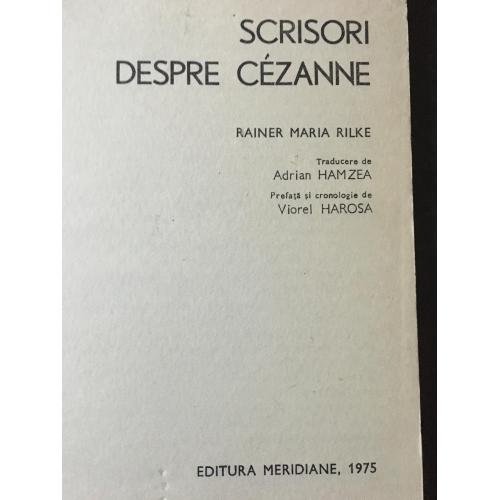 SCRISORI
DESPRE CÉZANNE
RAINER MARIA RILKE
Traducere de
Adrian HAMZEA
Prefață și cronologie de
Viorel HAROSA
EDITURA MERIDIANE, 1975